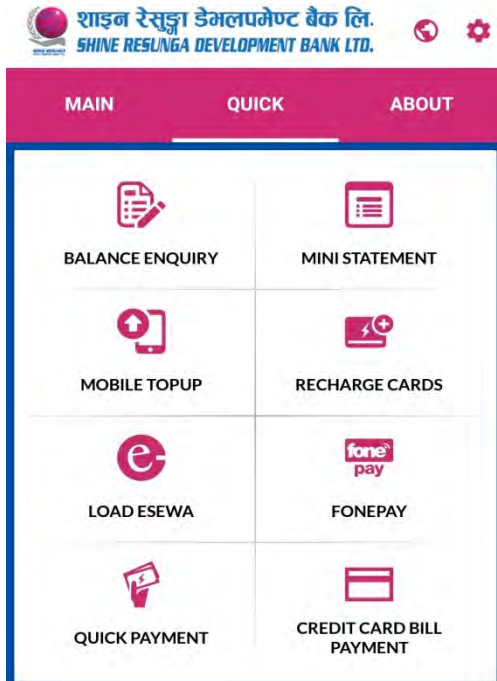 शाइन रेसुङ्गा डेभलपमेण्ट बैंक लि.
SHINE RESUNGA DEVELOPMENT BANK LTD.
MAIN QUICK ABOUT
BALANCE ENQUIRY MINI STATEMENT
MOBILE TOPUP RECHARGE CARDS
e
fone
pay
LOAD ESEWA FONEPAY
QUICK PAYMENT CREDIT CARD BILL
PAYMENT